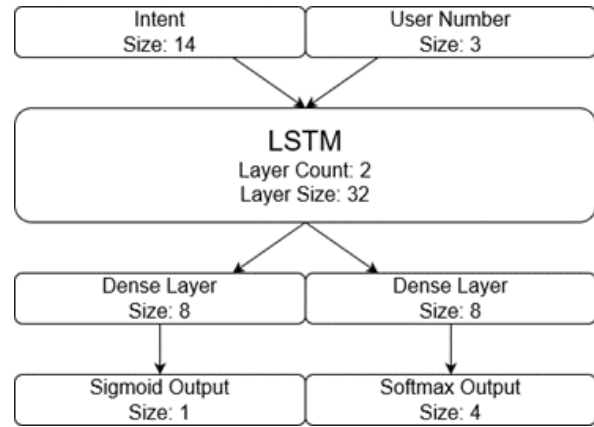 Intent
Size: 14
User Number
Size: 3
LSTM
Layer Count: 2
Layer Size: 32
Dense Layer
Size: 8
Dense Layer
Size: 8
Sigmoid Output
Size: 1
Softmax Output
Size: 4